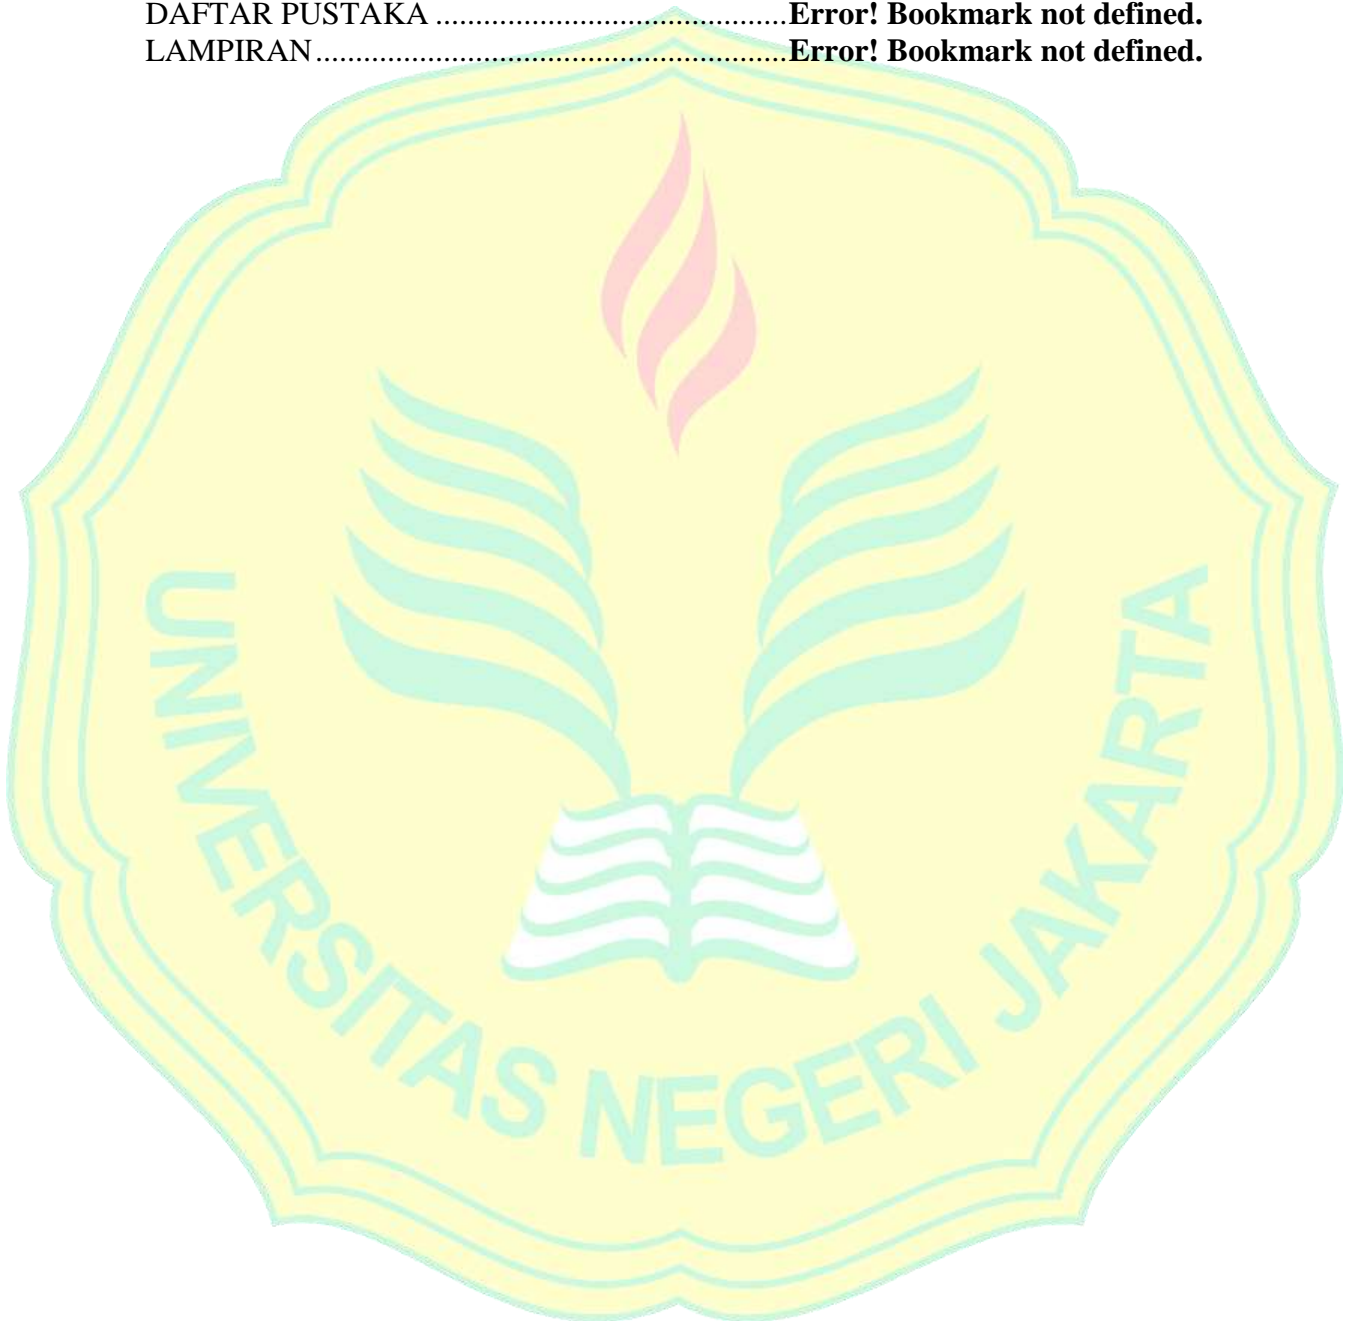 DAFTAR PUSTAKA ............................................Error! Bookmark not defined.
LAMPIRAN...........................................................Error! Bookmark not defined.
UNIVERSITAS NEGERI JAKARTA